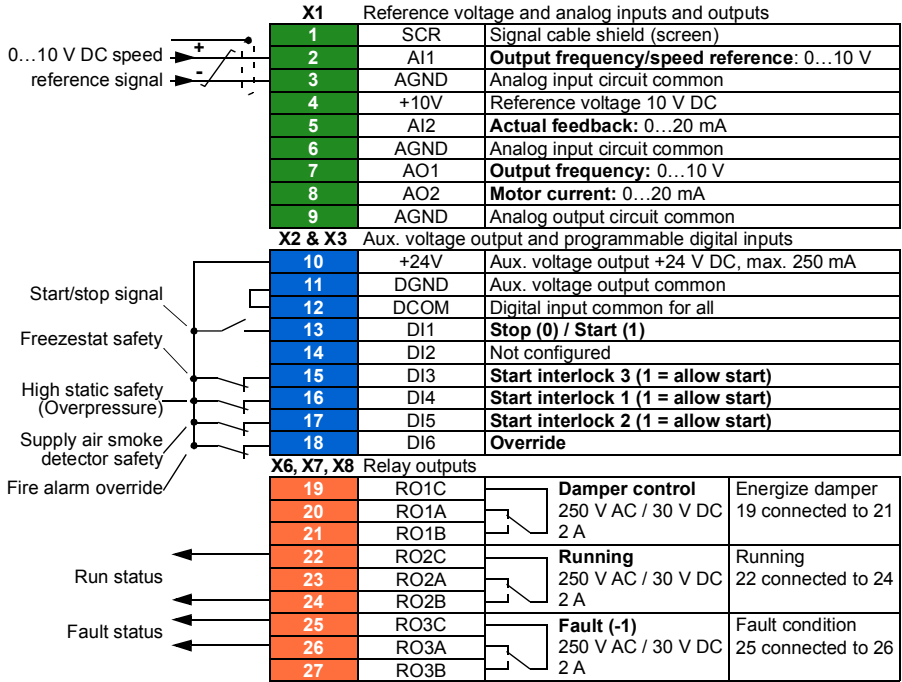 X1 Reference voltage and analog inputs and outputs
1 SCR Signal cable shield (screen)
0…10 V DC speed + 2 AI1 Output frequency/speed reference: 0…10 V
reference signal - 3 AGND Analog input circuit common
4 +10V Reference voltage 10 V DC
5 AI2 Actual feedback: 0…20 mA
6 AGND Analog input circuit common
7 AO1 Output frequency: 0…10 V
8 AO2 Motor current: 0…20 mA
9 AGND Analog output circuit common
X2 & X3 Aux. voltage output and programmable digital inputs
10 +24V Aux. voltage output +24 V DC, max. 250 mA
11 DGND Aux. voltage output common
Start/stop signal
12 DCOM Digital input common for all
13 DI1 Stop (0) / Start (1)
Freezestat safety
14 DI2 Not configured
15 DI3 Start interlock 3 (1 = allow start)
High static safety
(Overpressure)
16 DI4 Start interlock 1 (1 = allow start)
17 DI5 Start interlock 2 (1 = allow start)
Supply air smoke
detector safety
18 DI6 Override
X6, X7, X8 Relay outputs
Fire alarm override
19 RO1C Damper control Energize damper
20 RO1A 250 V AC / 30 V DC 19 connected to 21
21 RO1B 2 A
22 RO2C Running Running
Run status
23 RO2A 250 V AC / 30 V DC 22 connected to 24
24 RO2B 2 A
25 RO3C Fault (-1) Fault condition
Fault status
26 RO3A 250 V AC / 30 V DC 25 connected to 26
27 RO3B 2 A